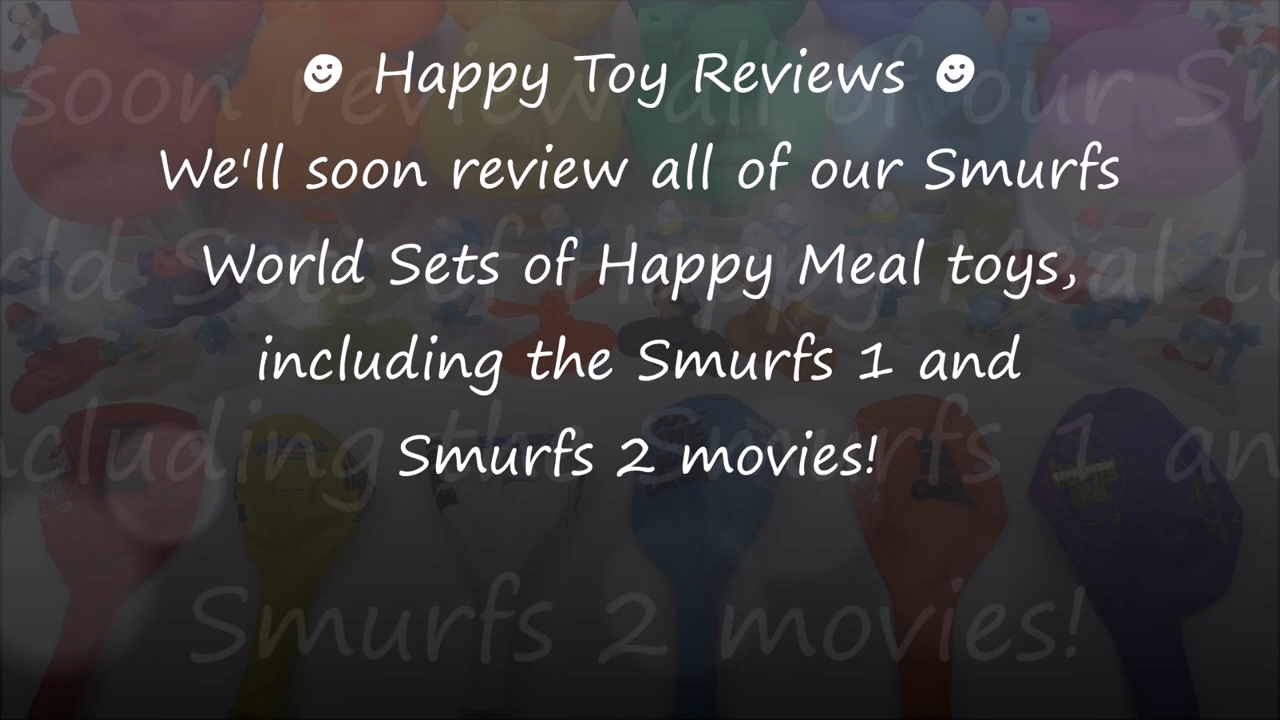 ☻ Happy Toy Reviews ☻
We'll soon review all of our Smurfs
World Sets of Happy Meal toys,
including the Smurfs 1 and
Smurfs 2 movies!